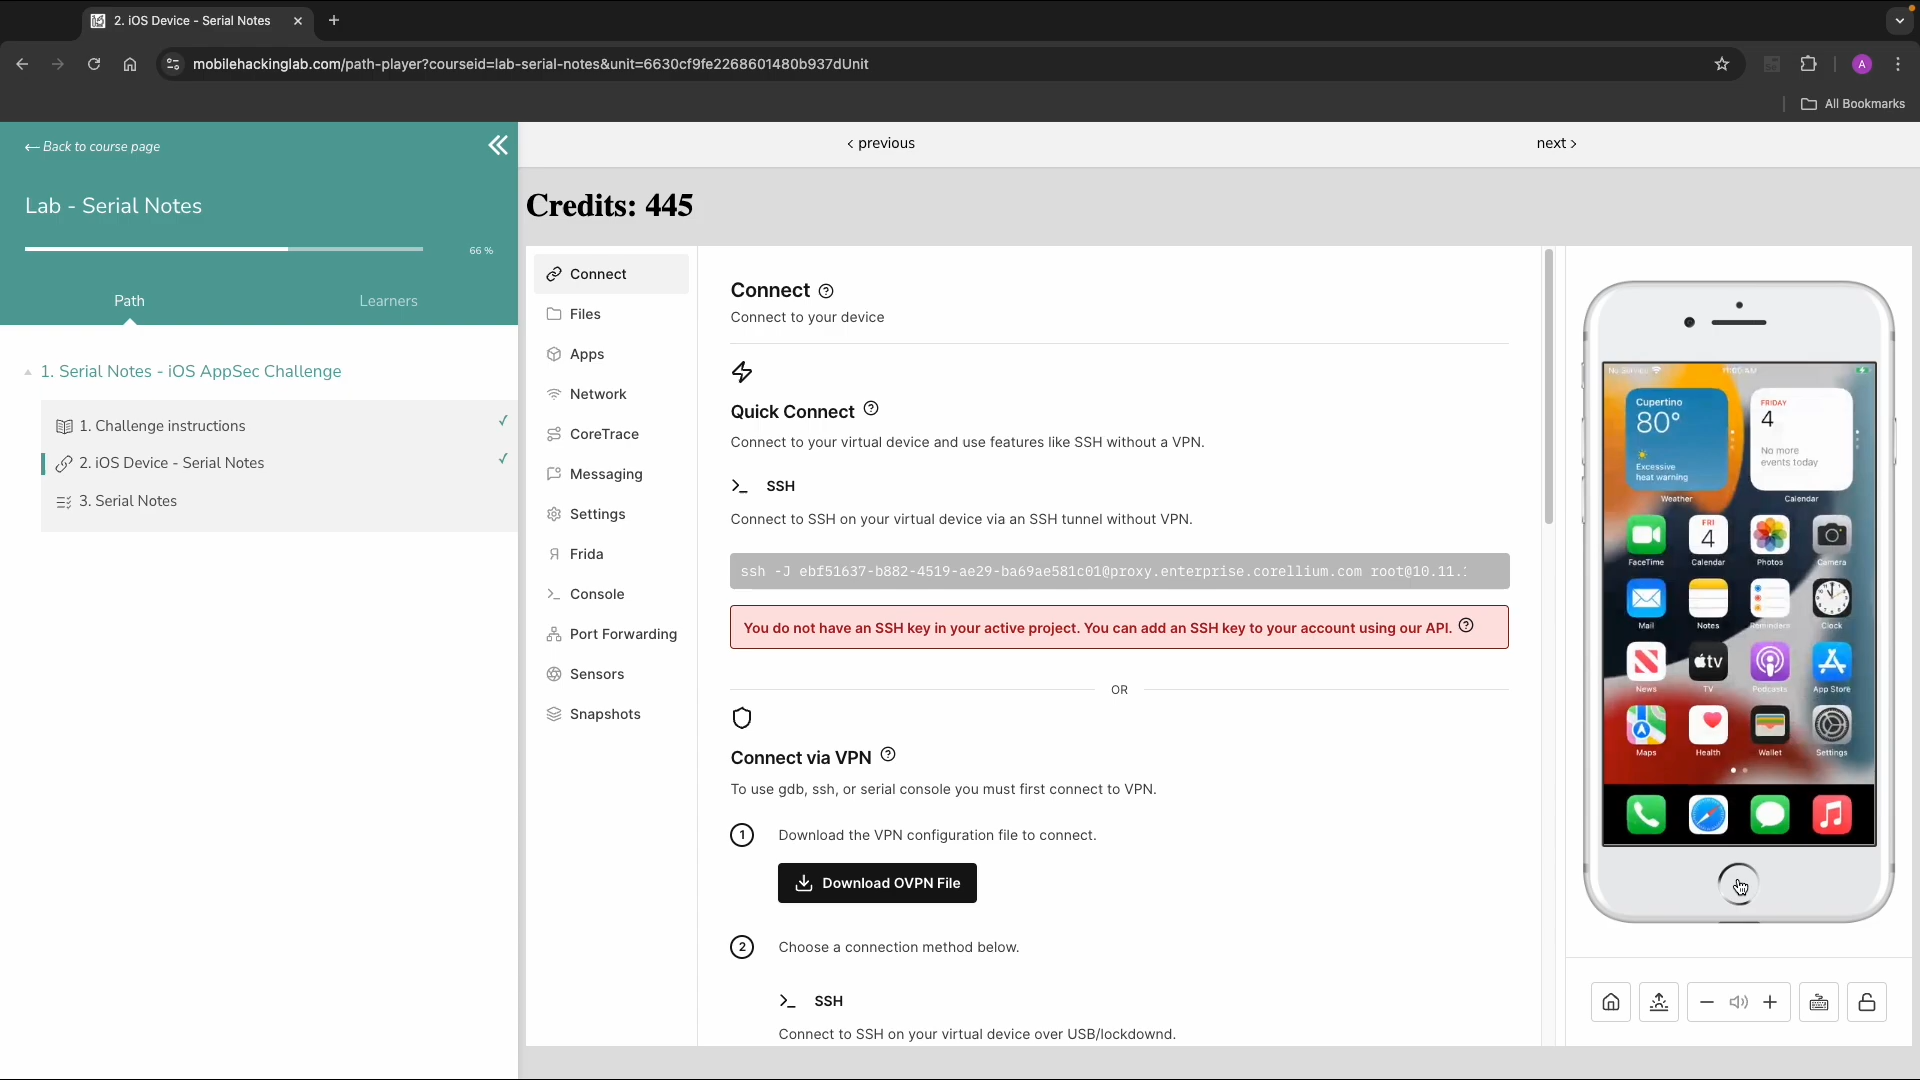 2. iOS Device - Serial Notes
mobilehackinglab.com/path-player?courseid=lab-serial-notes&unit=6630cf9fe2268601480b937dUnit
A
All Bookmarks
Back to course page
Lab - Serial Notes
66 %
Path
Learners
1. Serial Notes - iOS AppSec Challenge
1. Challenge instructions
2. iOS Device - Serial Notes
3. Serial Notes
< previous
next >
Credits: 445
Connect
Files
Apps
Network
CoreTrace
Messaging
Settings
Frida
Console
Port Forwarding
Sensors
Snapshots
Connect
Connect to your device
Quick Connect
Connect to your virtual device and use features like SSH without a VPN.
SSH
Connect to SSH on your virtual device via an SSH tunnel without VPN.
ssh -J ebf51637-b882-4519-ae29-ba69ae581c01@proxy.enterprise.corellium.com root@10.11.
You do not have an SSH key in your active project. You can add an SSH key to your account using our API.
OR
Connect via VPN
To use gdb, ssh, or serial console you must first connect to VPN.
1 Download the VPN configuration file to connect.
Download OVPN File
2 Choose a connection method below.
SSH
Connect to SSH on your virtual device over USB/lockdownd.
No Service
Cupertino
80°
Excessive
heat warning
Weather
FRIDAY
4
No more
events today
Calendar
FRI
4
FaceTime Calendar Photos Camera
Mail Notes Reminders Clock
tv
News TV Podcasts App Store
Maps Health Wallet Settings